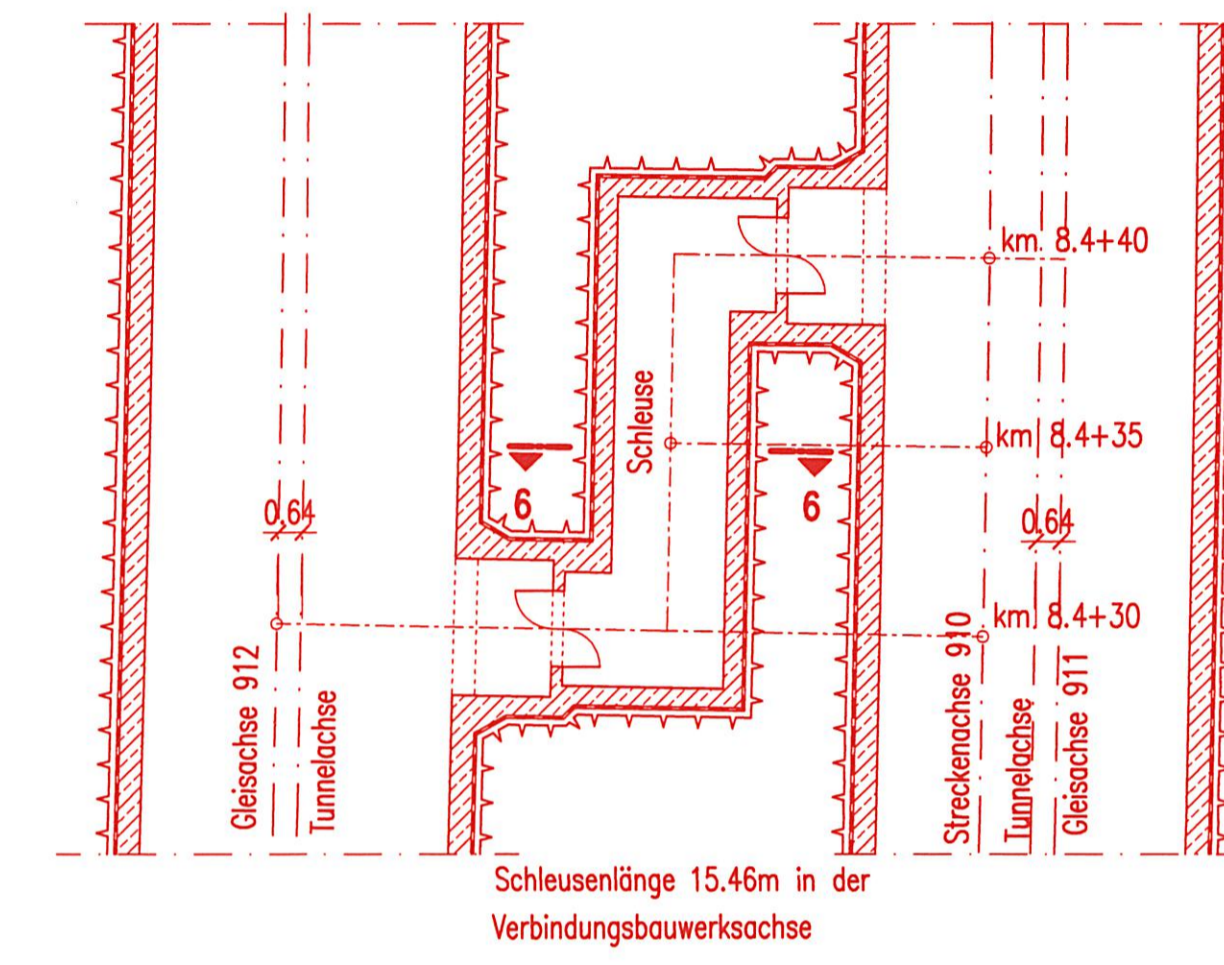 km 8.4+40
Schleuse
km 8.4+35
6
6
0.64
0.64
km 8.4+30
Gleisachse 912
Tunnelachse
Streckenachse 910
Tunnelachse
Gleisachse 911
Schleusenlänge 15.46m in der
Verbindungsbauwerksachse